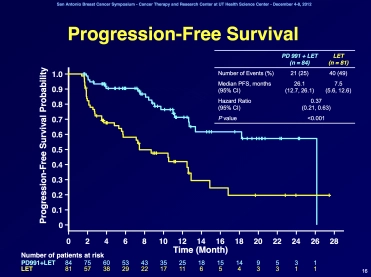 San Antonio Breast Cancer Symposium - Cancer Therapy and Research Center at UT Health Science Center - December 4-8, 2012
Progression-Free Survival
PD 991 + LET
(n = 84)
LET
(n = 81)
Number of Events (%) 21 (25) 40 (49)
Median PFS, months
(95% CI)
26.1
(12.7, 26.1)
7.5
(5.6, 12.6)
Hazard Ratio
(95% CI)
0.37
(0.21, 0.63)
P value <0.001
Progression-Free Survival Probability
1.0
0.9
0.8
0.7
0.6
0.5
0.4
0.3
0.2
0.1
0
0 2 4 6 8 10 12 14 16 18 20 22 24 26 28
Time (Month)
Number of patients at risk
PD991+LET 84 75 60 53 43 35 25 18 15 14 9 5 3 1
LET 81 57 38 29 22 17 11 6 5 4 3 3 1 1
16